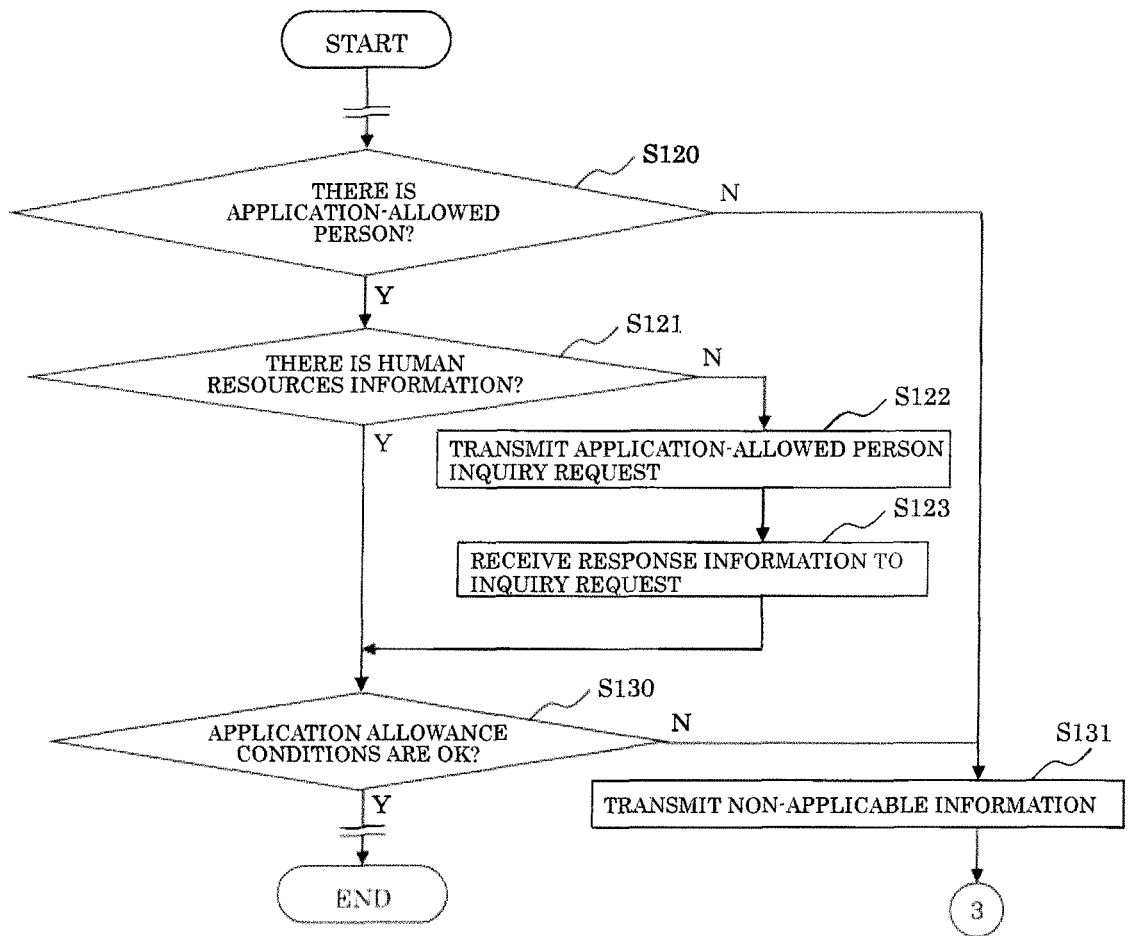 START
S120
THERE IS
APPLICATION-ALLOWED
PERSON?
N
Y
S121
THERE IS HUMAN
RESOURCES INFORMATION?
N
Y
S122
TRANSMIT APPLICATION-ALLOWED PERSON
INQUIRY REQUEST
S123
RECEIVE RESPONSE INFORMATION TO
INQUIRY REQUEST
S130
APPLICATION ALLOWANCE
CONDITIONS ARE OK?
N
Y
S131
TRANSMIT NON-APPLICABLE INFORMATION
END
3